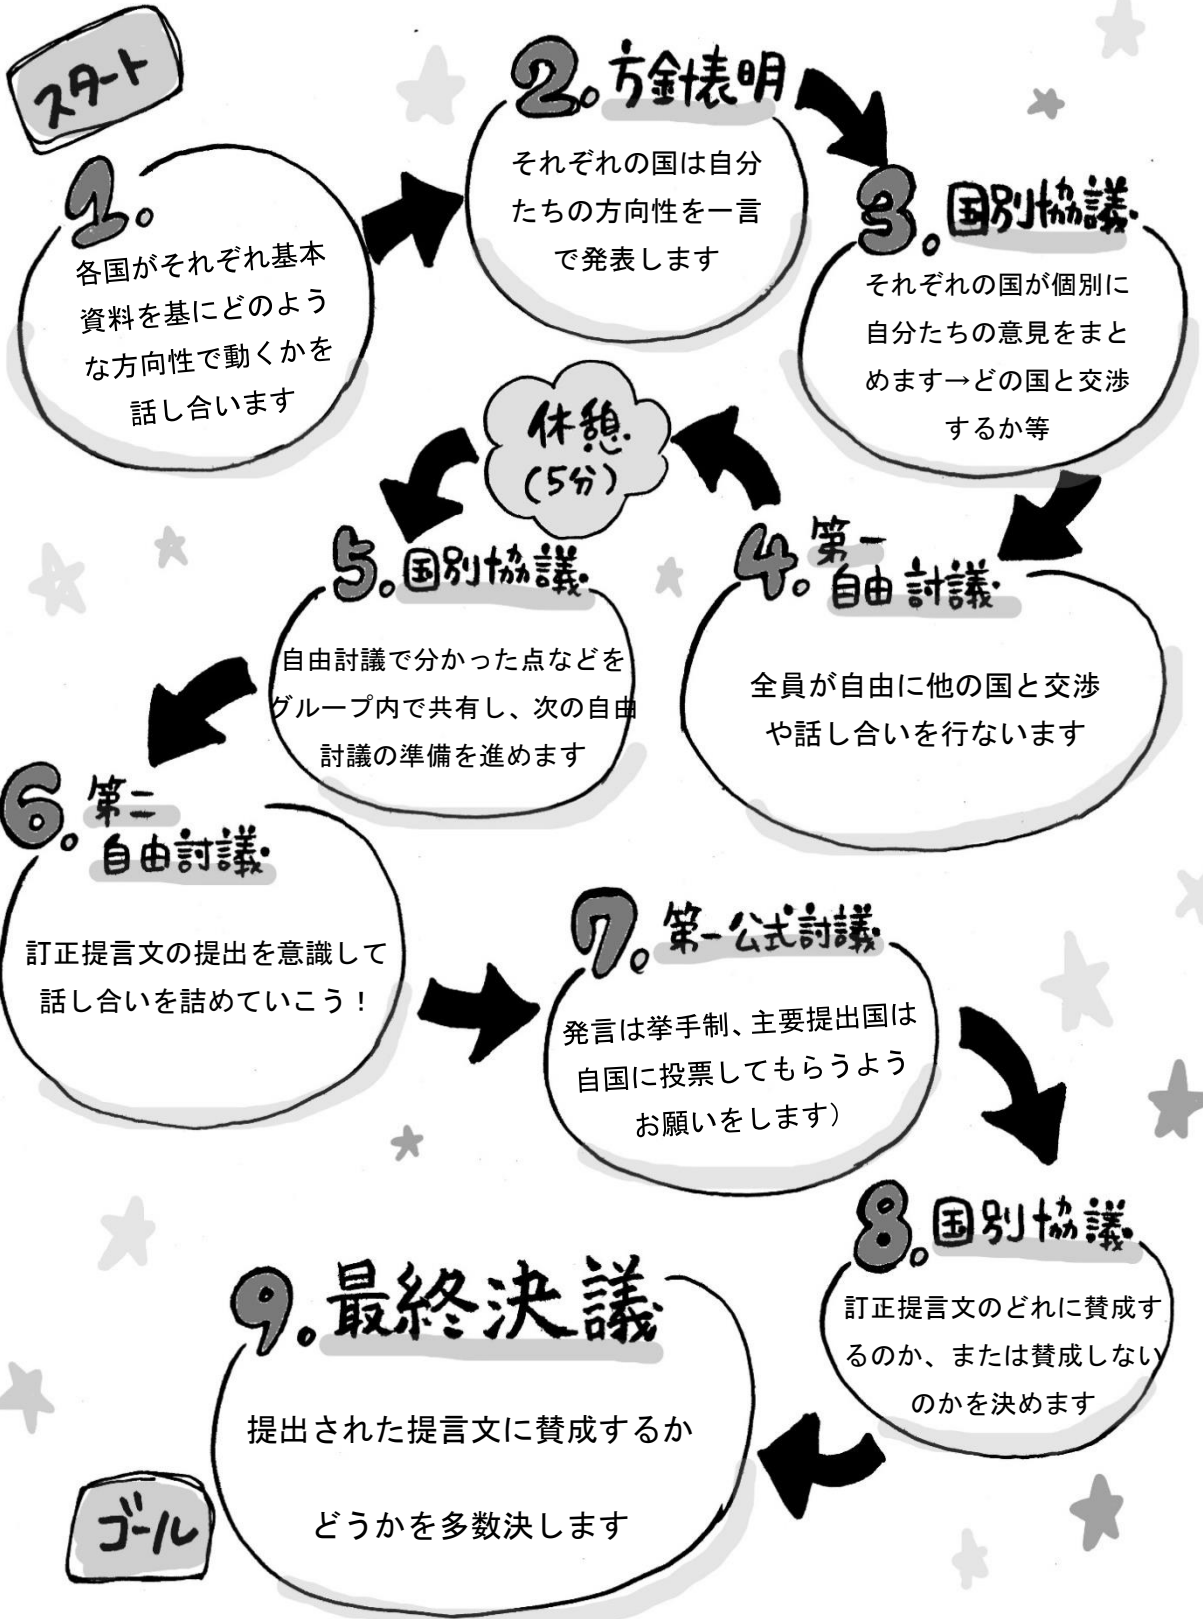 スタート
1.
各国がそれぞれ基本
資料を基にどのよう
な方向性で動くかを
話し合います
2.方針表明
それぞれの国は自分
たちの方向性を一言
で発表します
3.国別協議
それぞれの国が個別に
自分たちの意見をまと
めます→どの国と交渉
するか等
4.第一
自由討議
全員が自由に他の国と交渉
や話し合いを行ないます
休憩
(5分)
5.国別協議
自由討議で分かった点などを
グループ内で共有し、次の自由
討議の準備を進めます
6.第二
自由討議
訂正提言文の提出を意識して
話し合いを詰めていこう！
7.第一公式討議
発言は挙手制、主要提出国は
自国に投票してもらうよう
お願いをします）
8.国別協議
訂正提言文のどれに賛成す
るのか、または賛成しない
のかを決めます
9.最終決議
提出された提言文に賛成するか
どうかを多数決します
ゴール